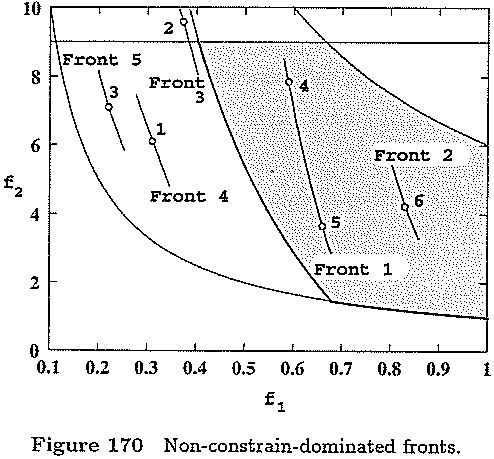 10
2
Front 5
Front
3
8
3
4
1
Front 2
6
f2
Front 4
6
4
5
Front 1
2
0
0.1 0.2 0.3 0.4 0.5 0.6 0.7 0.8 0.9 1
f1
Figure 170 Non-constrain-dominated fronts.